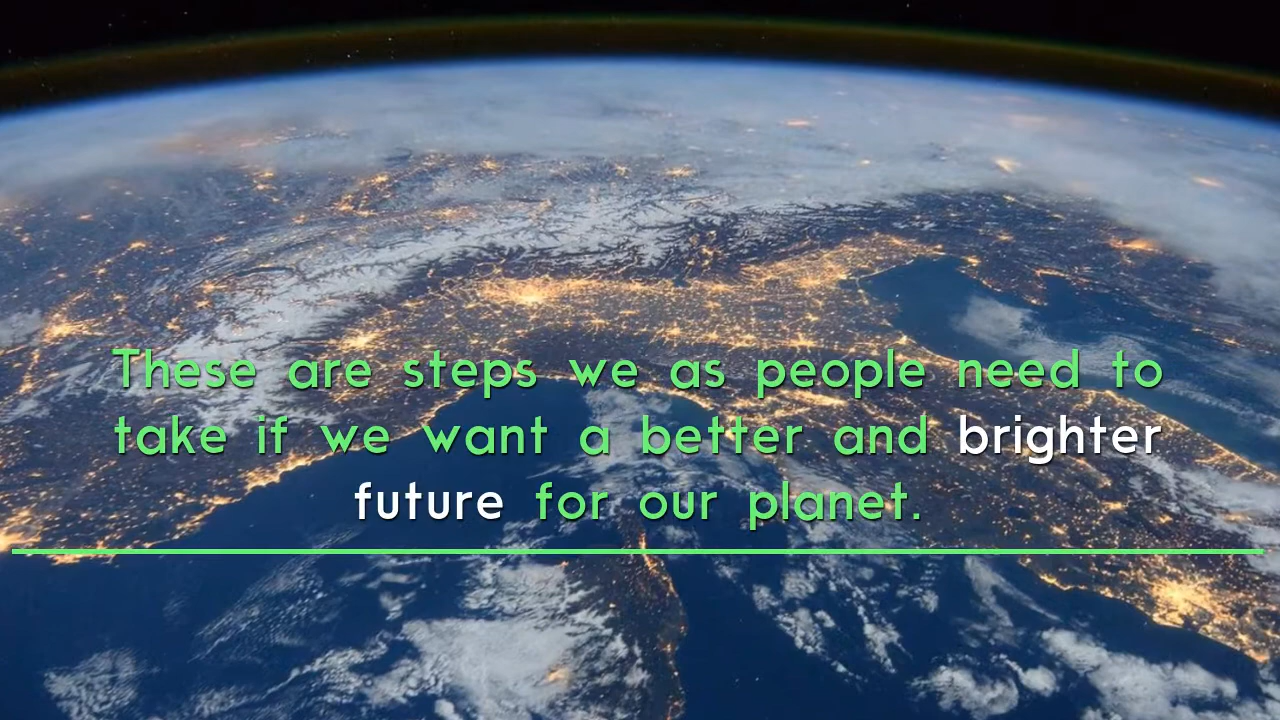 These are steps we as people need to
take if we want a better and brighter
future for our planet.